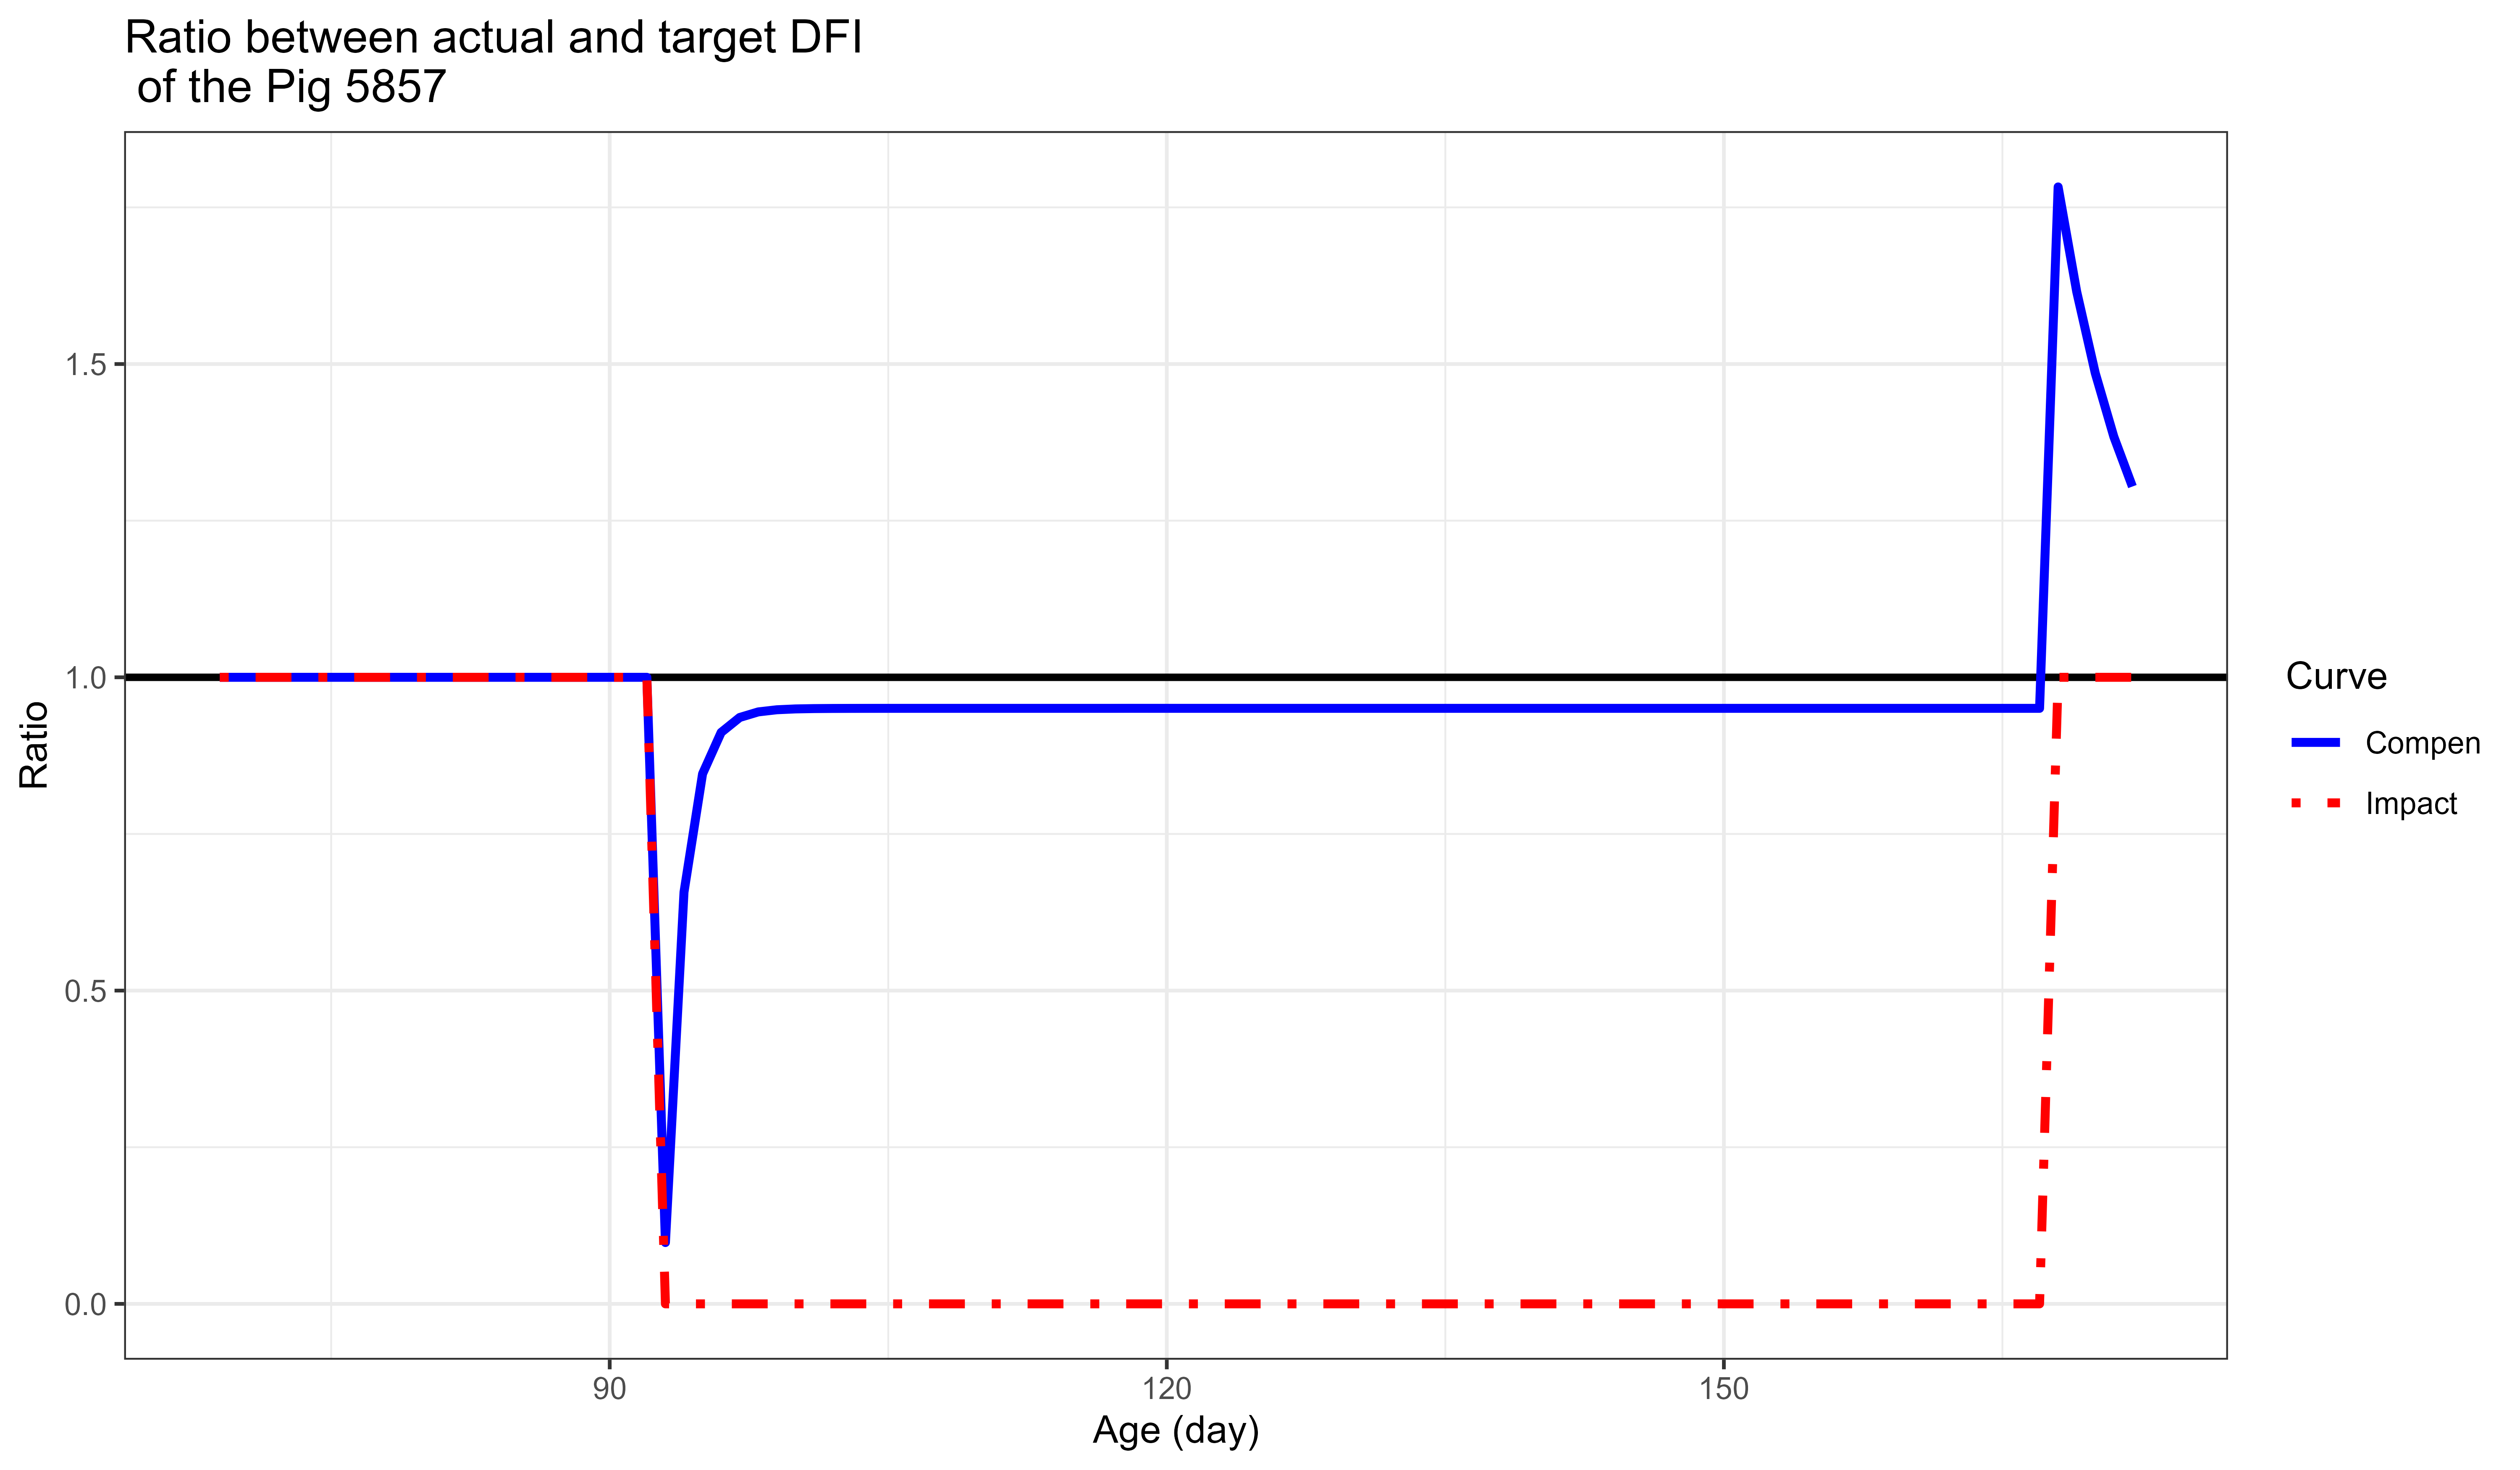 Ratio between actual and target DFI
of the Pig 5857
1.5
1.0
0.5
0.0
Ratio
90
120
150
Age (day)
Curve
Compen
Impact